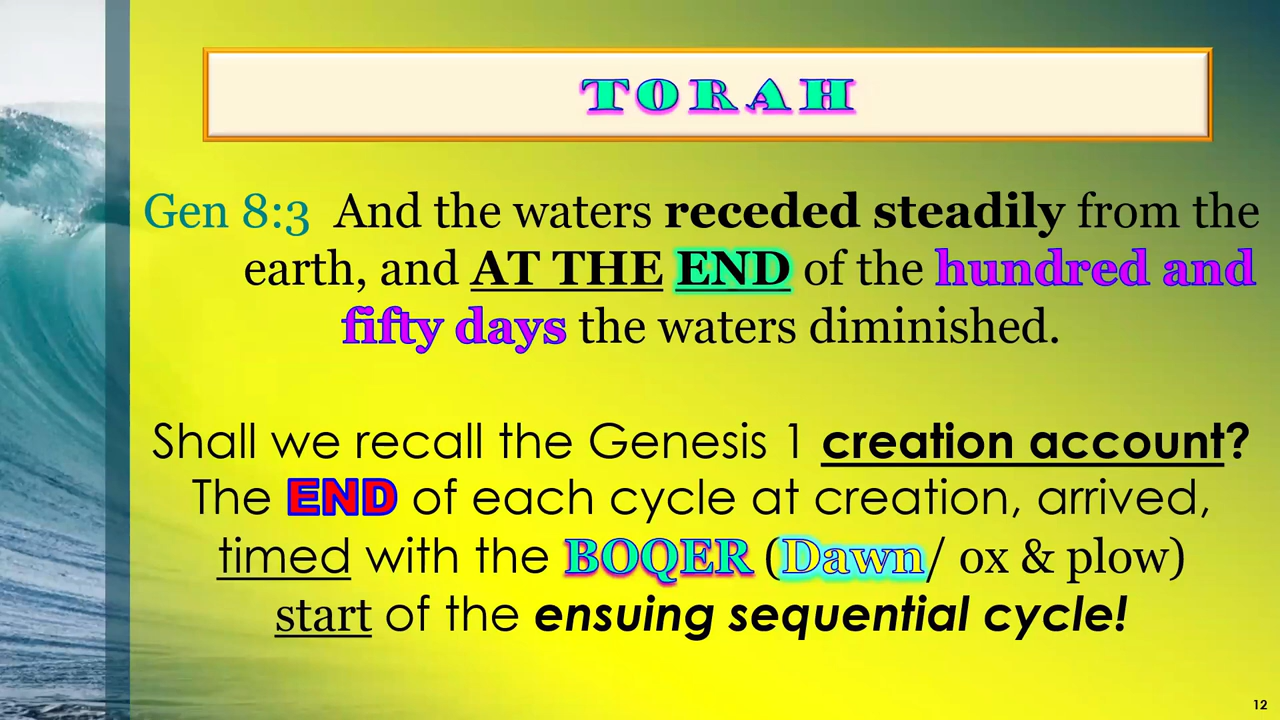 TORAH
Gen 8:3 And the waters receded steadily from the
earth, and AT THE END of the hundred and
fifty days the waters diminished.
Shall we recall the Genesis 1 creation account?
The END of each cycle at creation, arrived,
timed with the BOQER (Dawn/ ox & plow)
start of the ensuing sequential cycle!
12